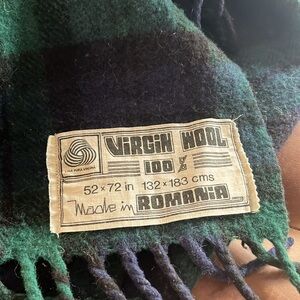 VIRGIN WOOL
100%
52 x 72 in 132 x 183 cms
Made in ROMANIA